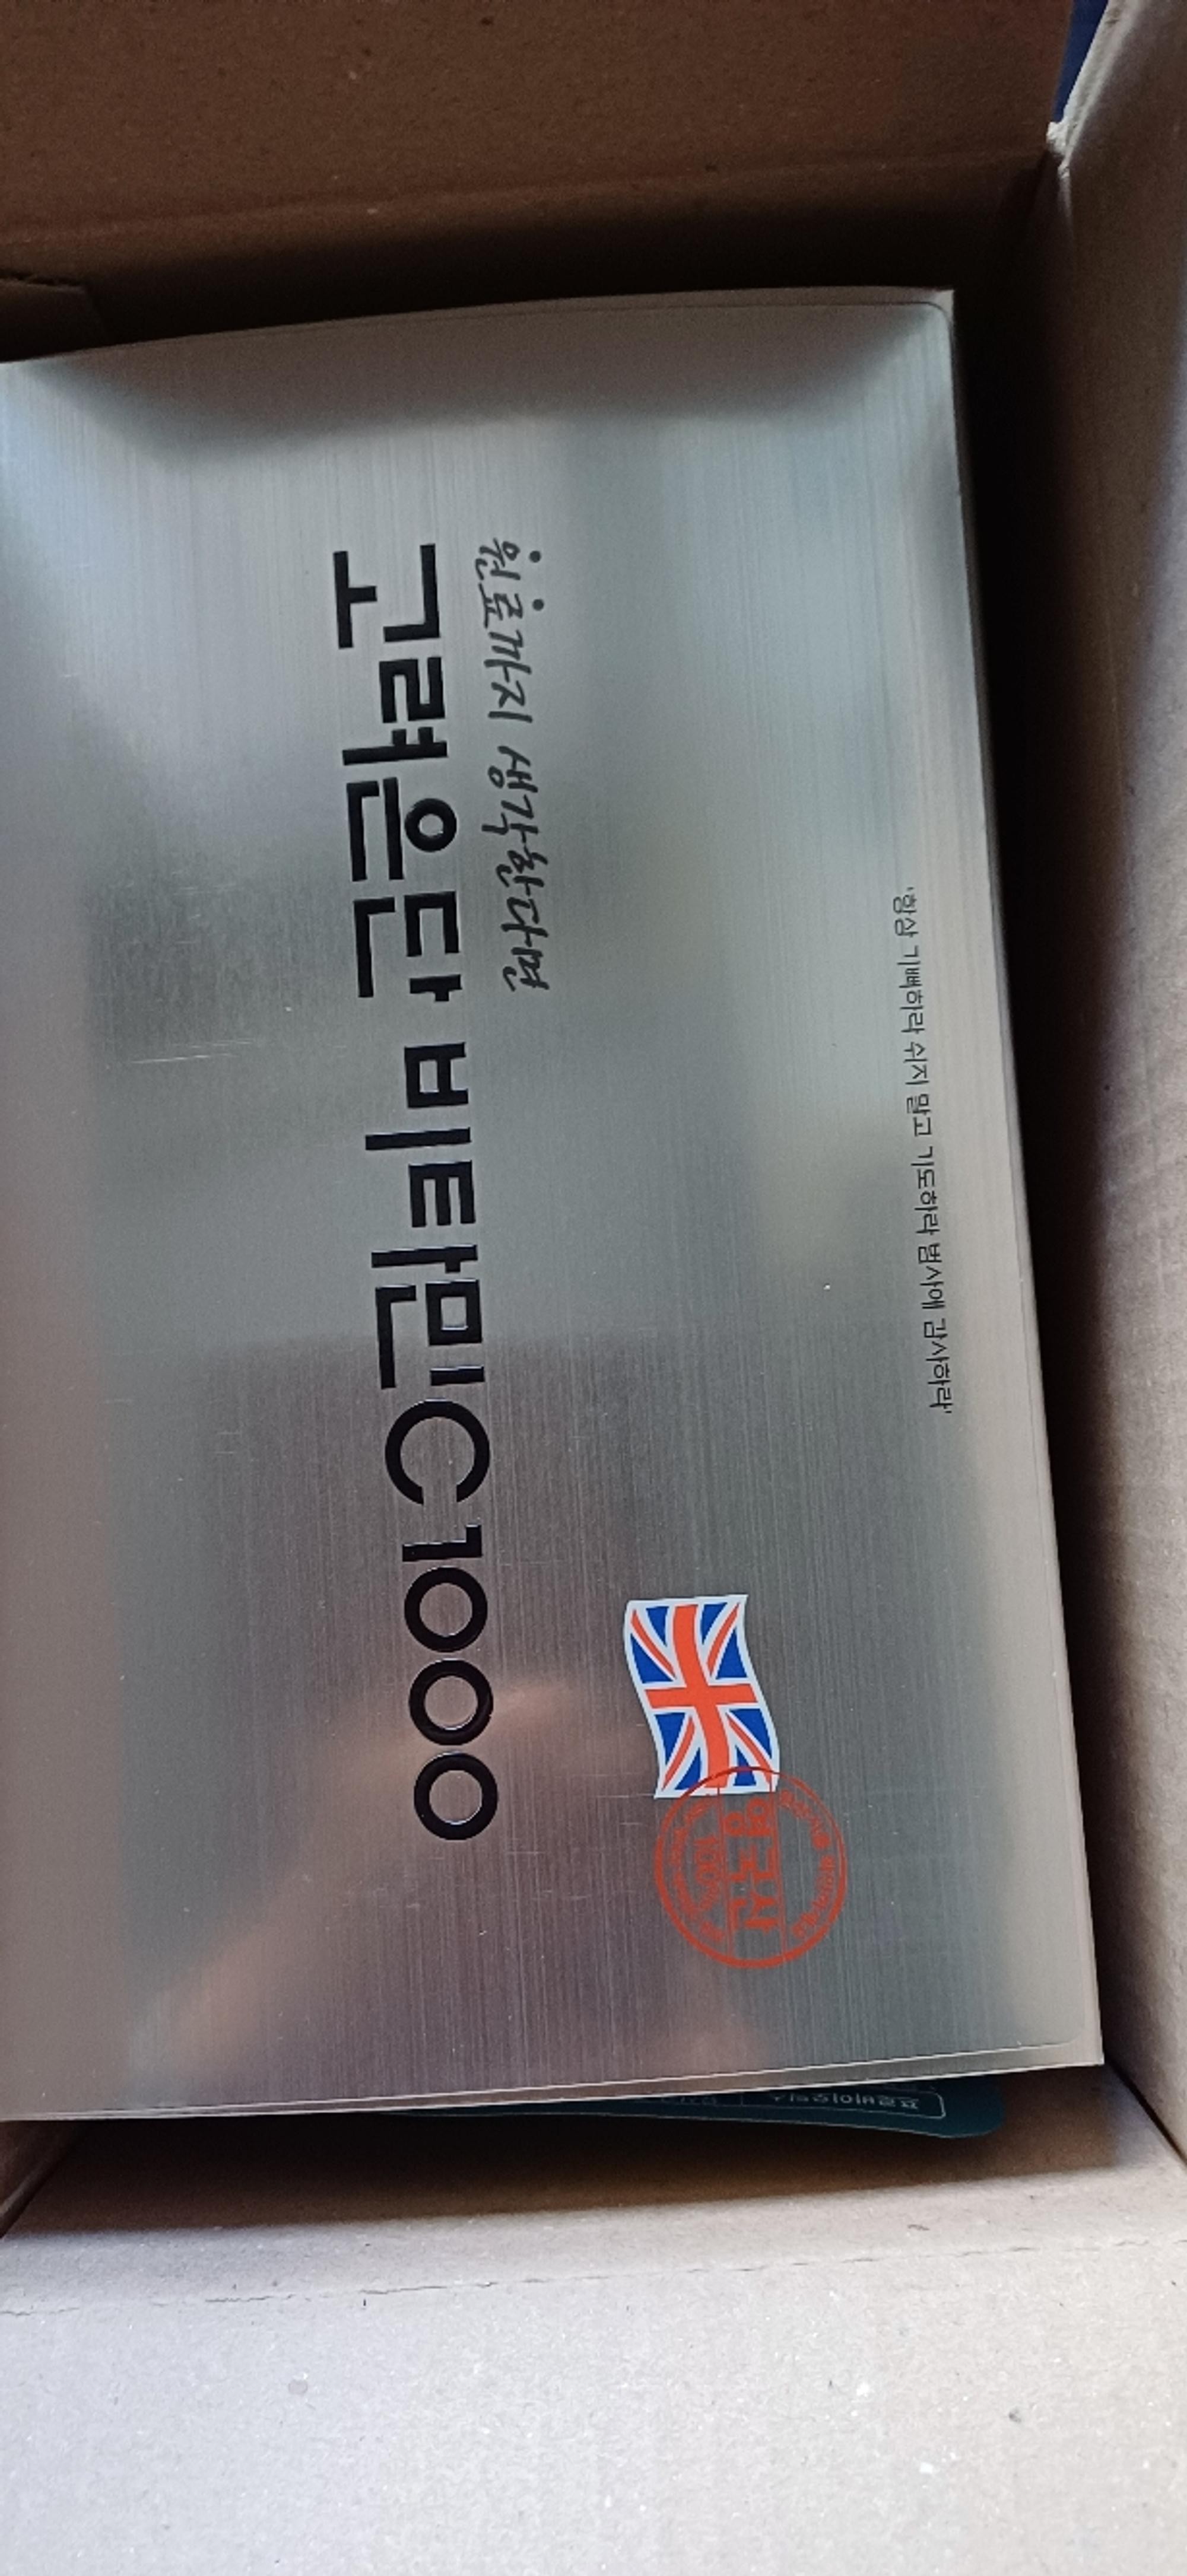 '항상 기뻐하라 쉬지 말고 기도하라 범사에 감사하라'
영국산
100%
원료까지 생각한다면
고려은단 비타민C1000